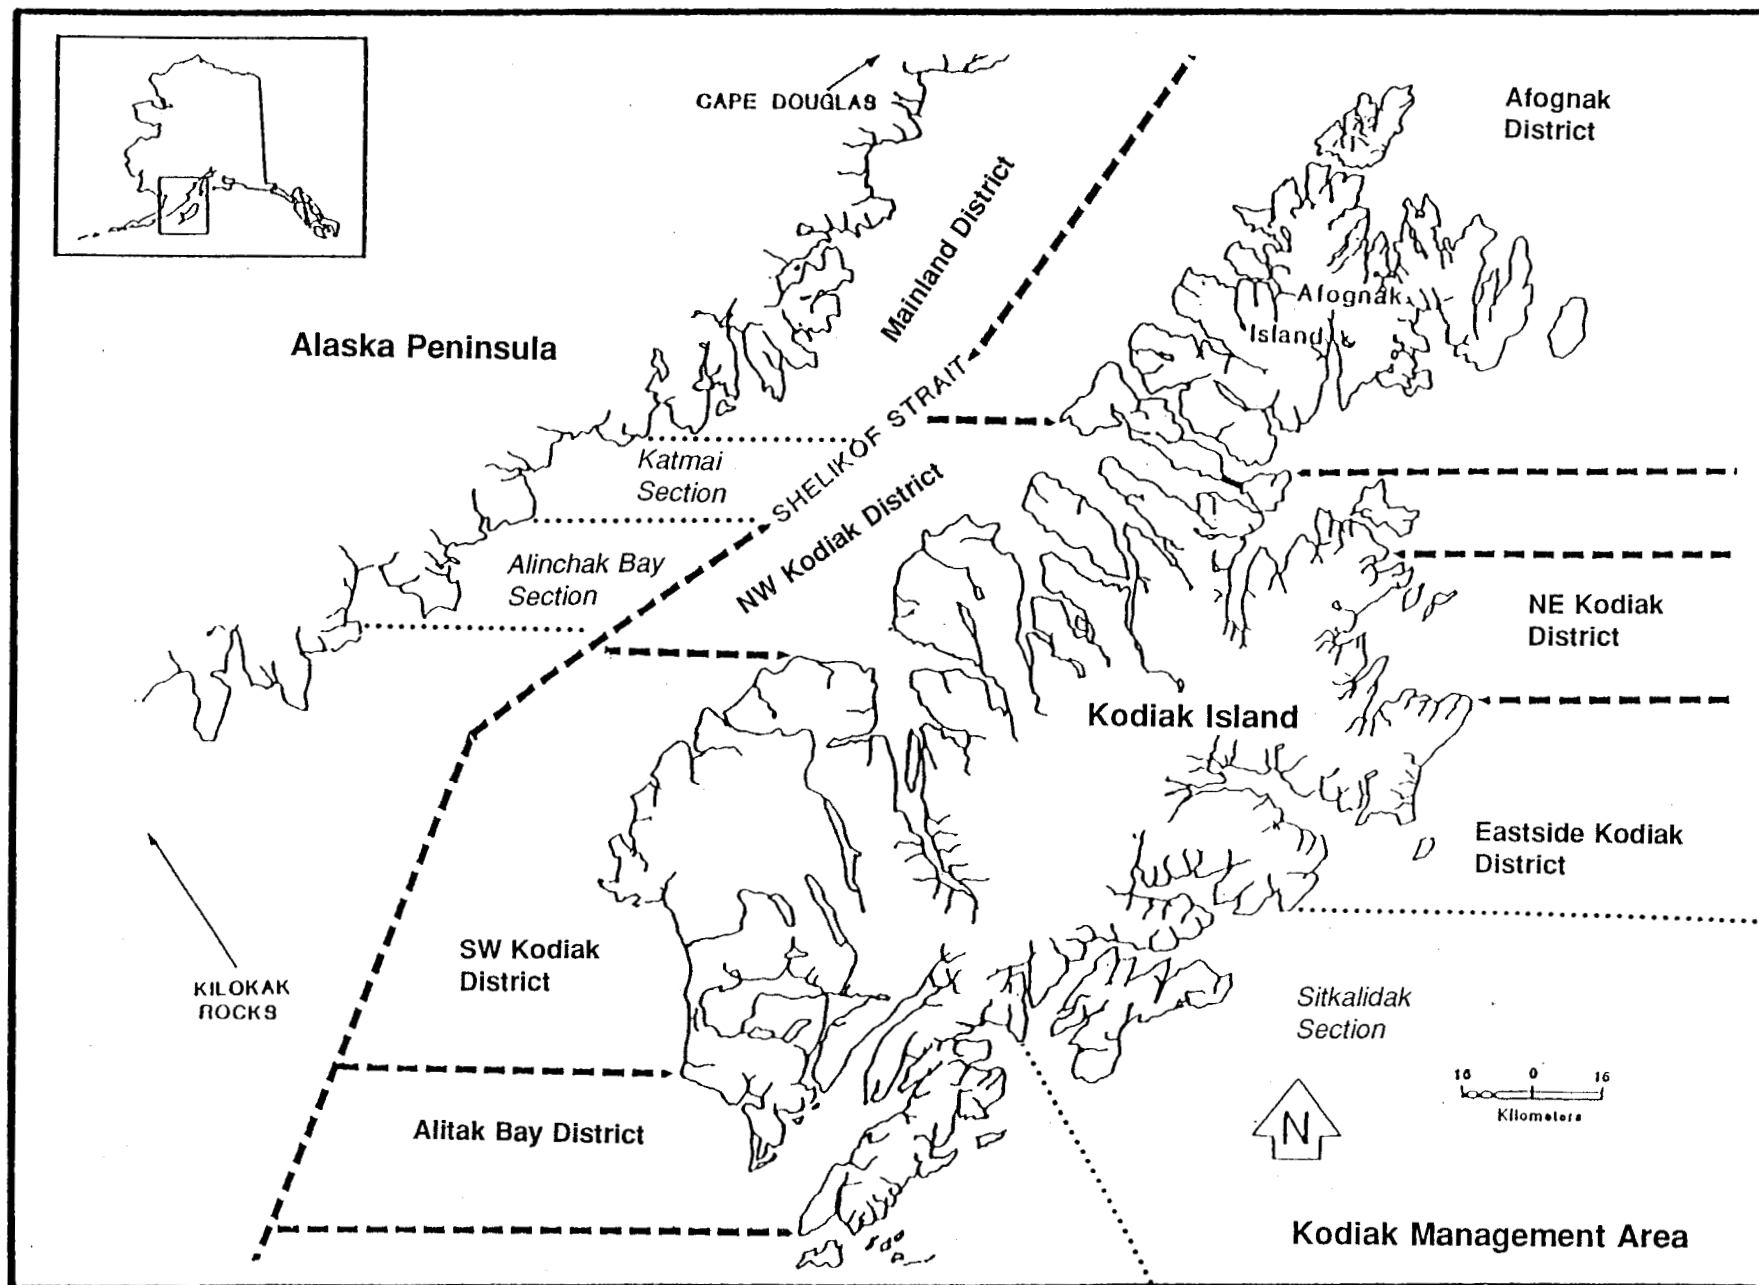 CAPE DOUGLAS
Afognak
District
Mainland District
Afognak
Island
Alaska Peninsula
SHELIKOF STRAIT
Katmai
Section
NW Kodiak District
Alinchak Bay
Section
NE Kodiak
District
Kodiak Island
Eastside Kodiak
District
SW Kodiak
District
KILOKAK
ROCKS
Sitkalidak
Section
16 0 16
Kilometers
N
Alitak Bay District
Kodiak Management Area